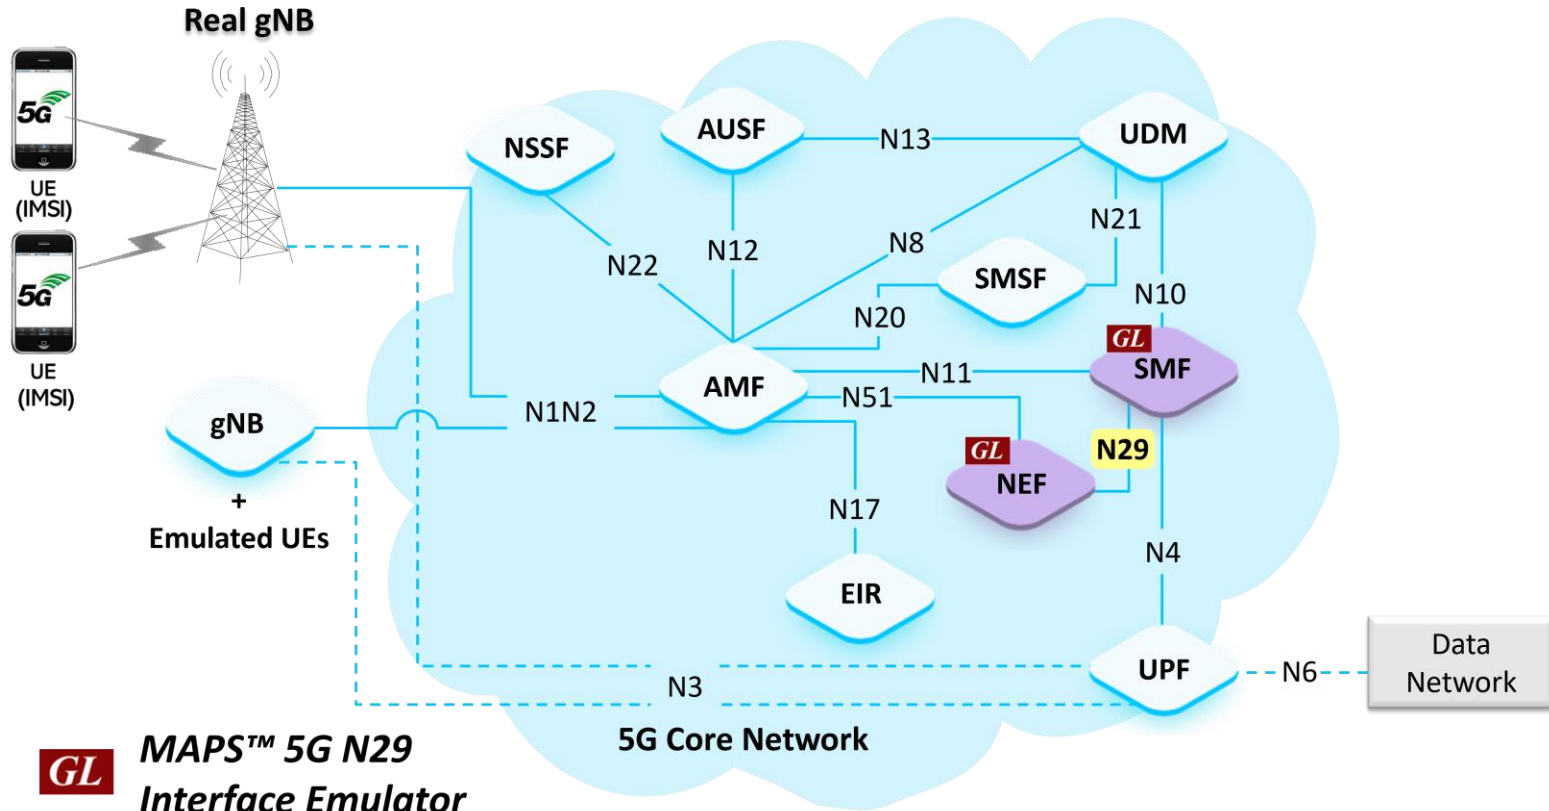 Real gNB
5G
UE
(IMSI)
5G
UE
(IMSI)
NSSF
AUSF
N13
UDM
N22
N12
N8
N21
SMSF
N20
N10
GL
SMF
AMF
N11
N51
N1N2
gNB
+
Emulated UEs
GL
NEF
N29
N17
N4
EIR
UPF
N6
Data
Network
N3
5G Core Network
GL
MAPS™ 5G N29
Interface Emulator